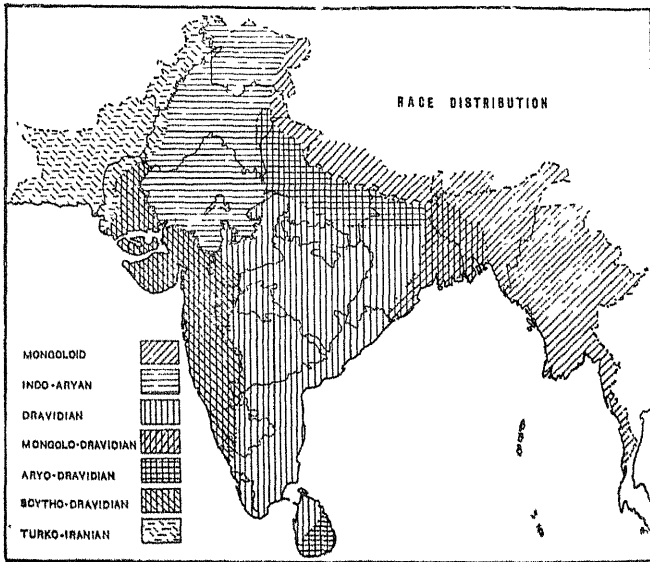 RACE DISTRIBUTION
MONGOLOID
INDO-ARYAN
DRAVIDIAN
MONGOLO-DRAVIDIAN
ARYO-DRAVIDIAN
SCYTHO-DRAVIDIAN
TURKO-IRANIAN